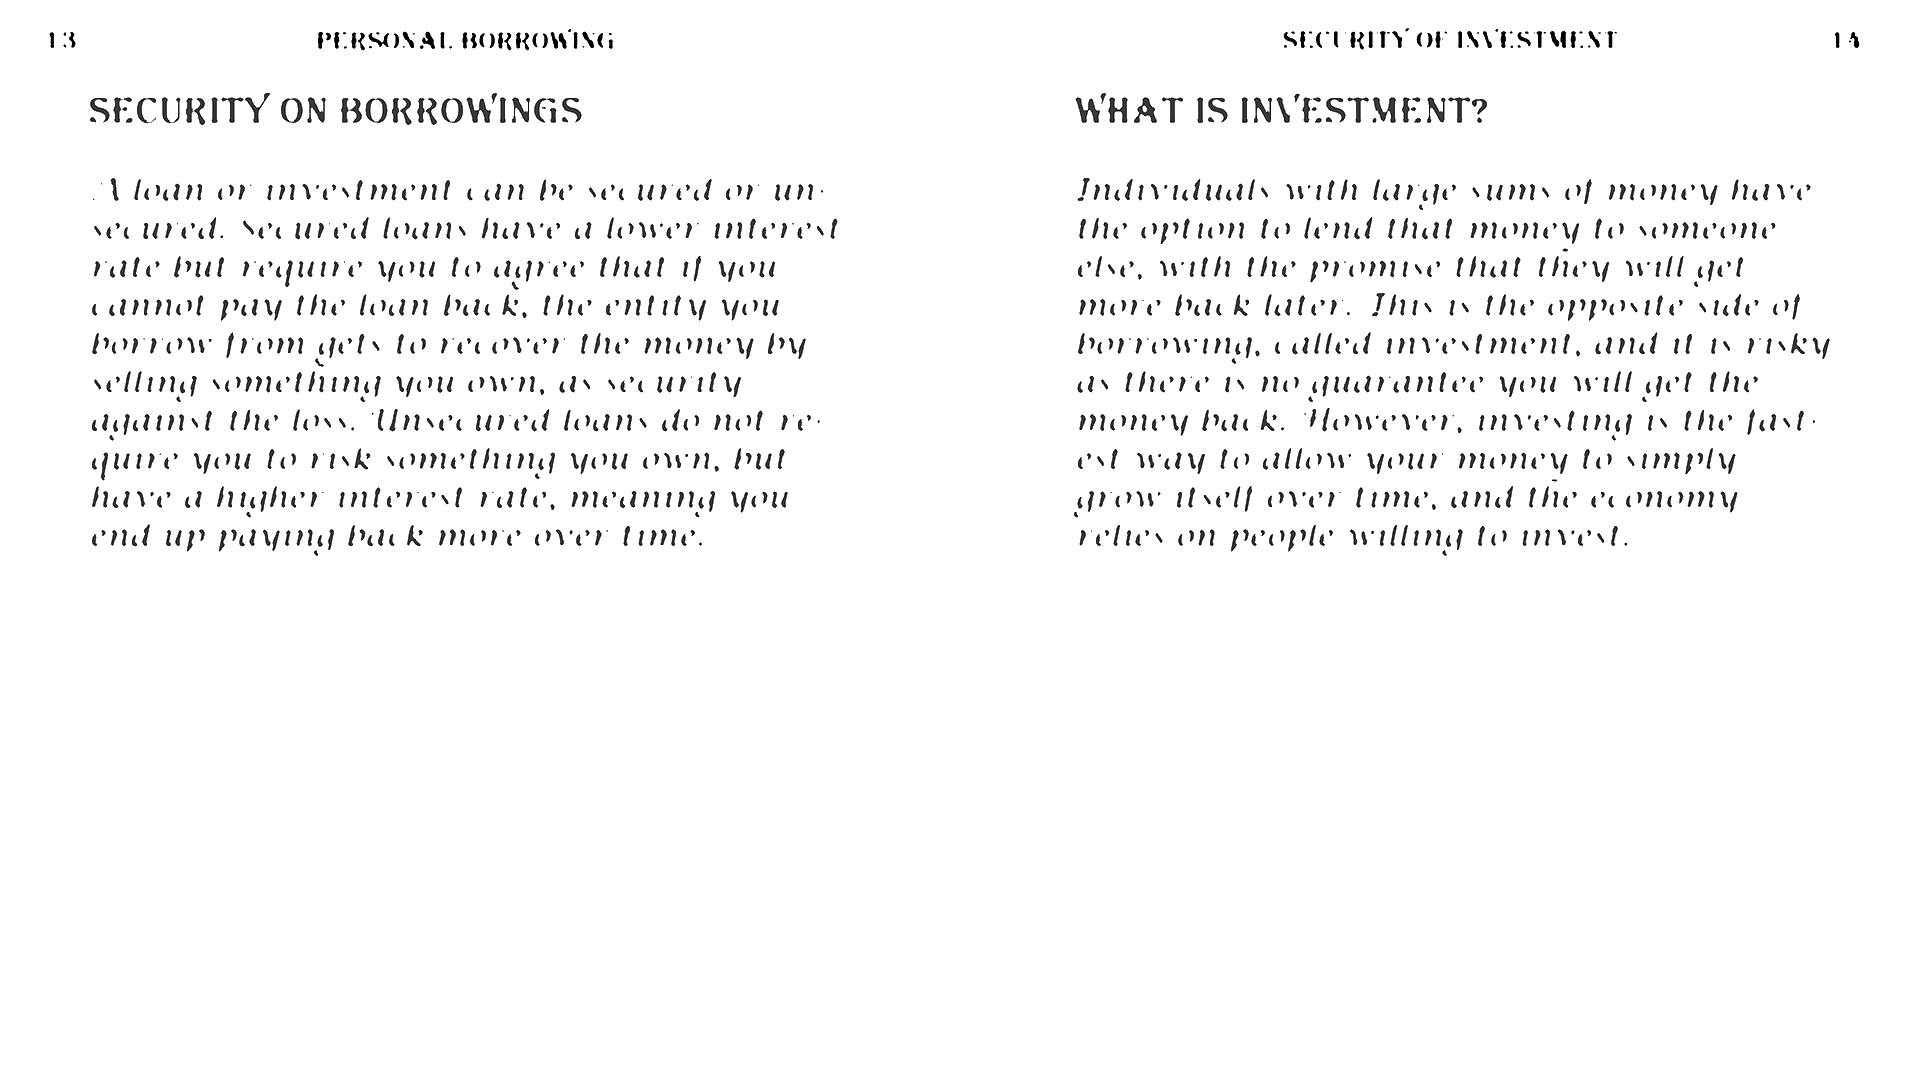 13 PERSONAL BORROWING
SECURITY ON BORROWINGS
A loan or investment can be secured or un-
secured. Secured loans have a lower interest
rate but require you to agree that if you
cannot pay the loan back, the entity you
borrow from gets to recover the money by
selling something you own, as security
against the loss. Unsecured loans do not re-
quire you to risk something you own, but
have a higher interest rate, meaning you
end up paying back more over time.
SECURITY OF INVESTMENT 14
WHAT IS INVESTMENT?
Individuals with large sums of money have
the option to lend that money to someone
else, with the promise that they will get
more back later. This is the opposite side of
borrowing, called investment, and it is risky
as there is no guarantee you will get the
money back. However, investing is the fast-
est way to allow your money to simply
grow itself over time, and the economy
relies on people willing to invest.